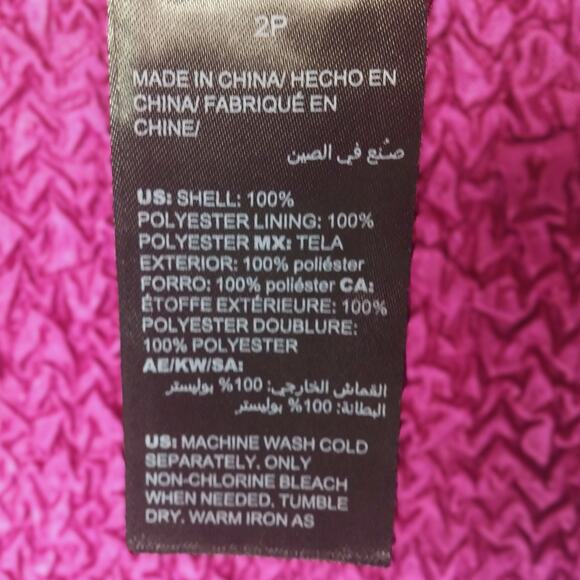 2P
MADE IN CHINA/ HECHO EN
CHINA/ FABRIQUÉ EN
CHINE/
صُنع في الصين
US: SHELL: 100%
POLYESTER LINING: 100%
POLYESTER MX: TELA
EXTERIOR: 100% poliéster
FORRO: 100% poliéster CA:
ÉTOFFE EXTÉRIEURE: 100%
POLYESTER DOUBLURE:
100% POLYESTER
AE/KW/SA:
القماش الخارجي: 100% بوليستر
البطانة: 100% بوليستر
US: MACHINE WASH COLD
SEPARATELY. ONLY
NON-CHLORINE BLEACH
WHEN NEEDED. TUMBLE
DRY. WARM IRON AS